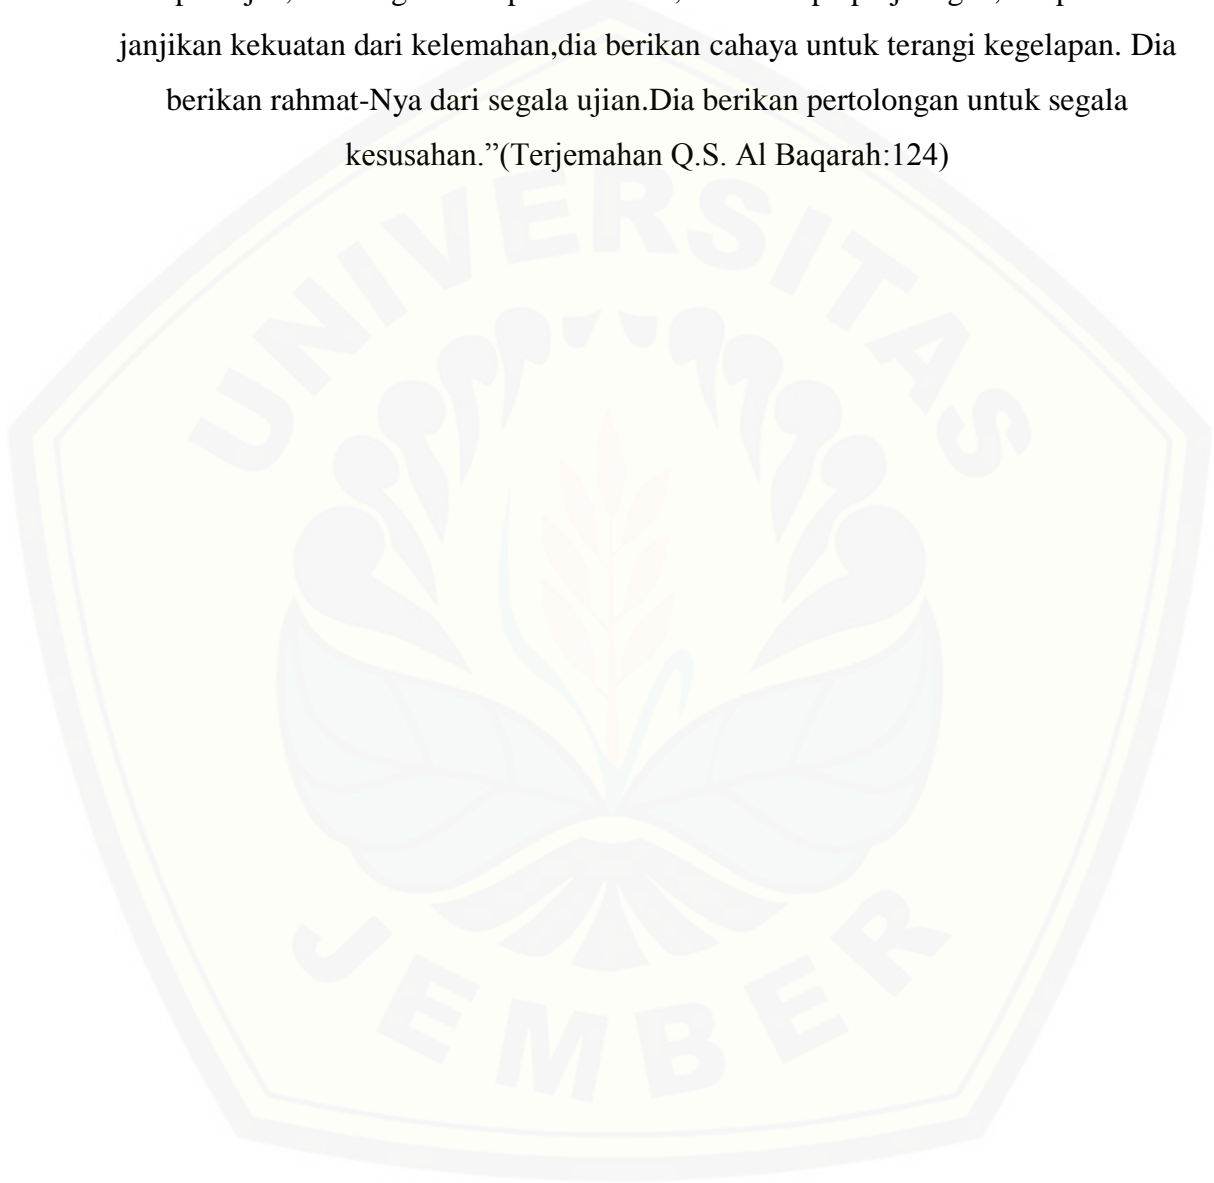 janjikan kekuatan dari kelemahan,dia berikan cahaya untuk terangi kegelapan. Dia
berikan rahmat-Nya dari segala ujian.Dia berikan pertolongan untuk segala
kesusahan.”(Terjemahan Q.S. Al Baqarah:124)
UNIVERSITAS
JEMBER